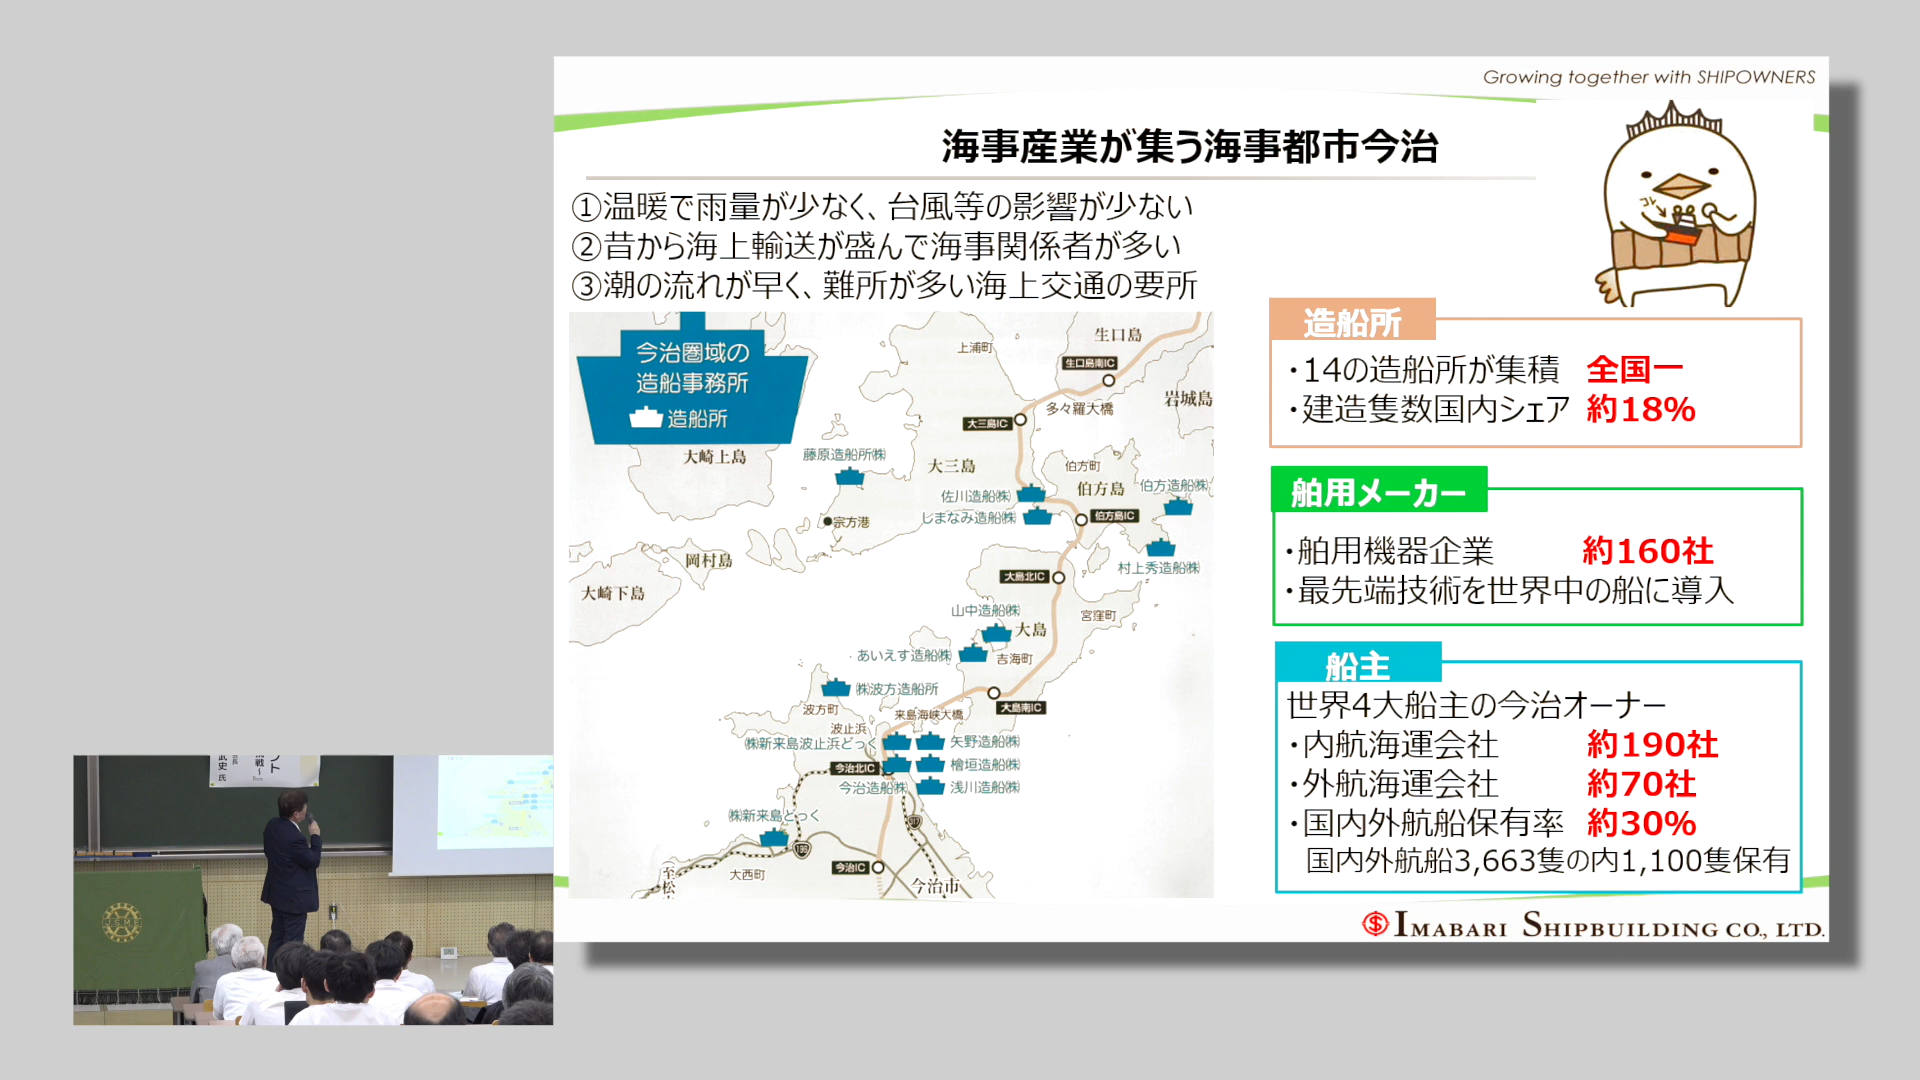 Growing together with SHIPOWNERS
海事産業が集う海事都市今治
①温暖で雨量が少なく、台風等の影響が少ない
②昔から海上輸送が盛んで海事関係者が多い
③潮の流れが早く、難所が多い海上交通の要所
コレ
今治圏域の
造船事務所
造船所
上浦町
生口島
生口島南IC
岩城島
多々羅大橋
大三島IC
大崎上島
藤原造船所㈱
大三島
伯方町
伯方島
伯方造船㈱
佐川造船㈱
しまなみ造船㈱
伯方島IC
宗方港
岡村島
村上秀造船㈱
大島北IC
大崎下島
山中造船㈱
大島
宮窪町
あいえす造船㈱
吉海町
㈱波方造船所
波方町
来島海峡大橋
大島南IC
波止浜
㈱新来島波止浜どっく
矢野造船㈱
今治北IC
檜垣造船㈱
今治造船㈱
浅川造船㈱
㈱新来島どっく
317
196
今治IC
大西町
至松
今治市
造船所
・14の造船所が集積 全国一
・建造隻数国内シェア 約18%
舶用メーカー
・舶用機器企業 約160社
・最先端技術を世界中の船に導入
船主
世界4大船主の今治オーナー
・内航海運会社 約190社
・外航海運会社 約70社
・国内外航船保有率 約30%
国内外航船3,663隻の内1,100隻保有
IMABARI SHIPBUILDING CO., LTD.
ント
戦～
武史 氏
JSME